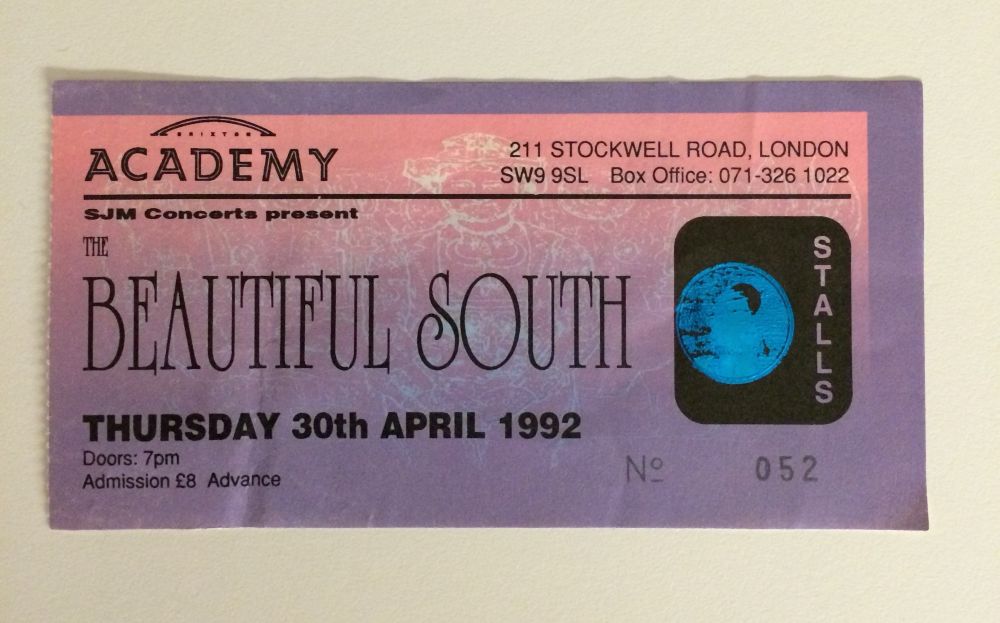 BRIXTON
ACADEMY
211 STOCKWELL ROAD, LONDON
SW9 9SL Box Office: 071-326 1022
SJM Concerts present
THE
BEAUTIFUL SOUTH
STALLS
THURSDAY 30th APRIL 1992
Doors: 7pm
Admission £8 Advance
Nº 052